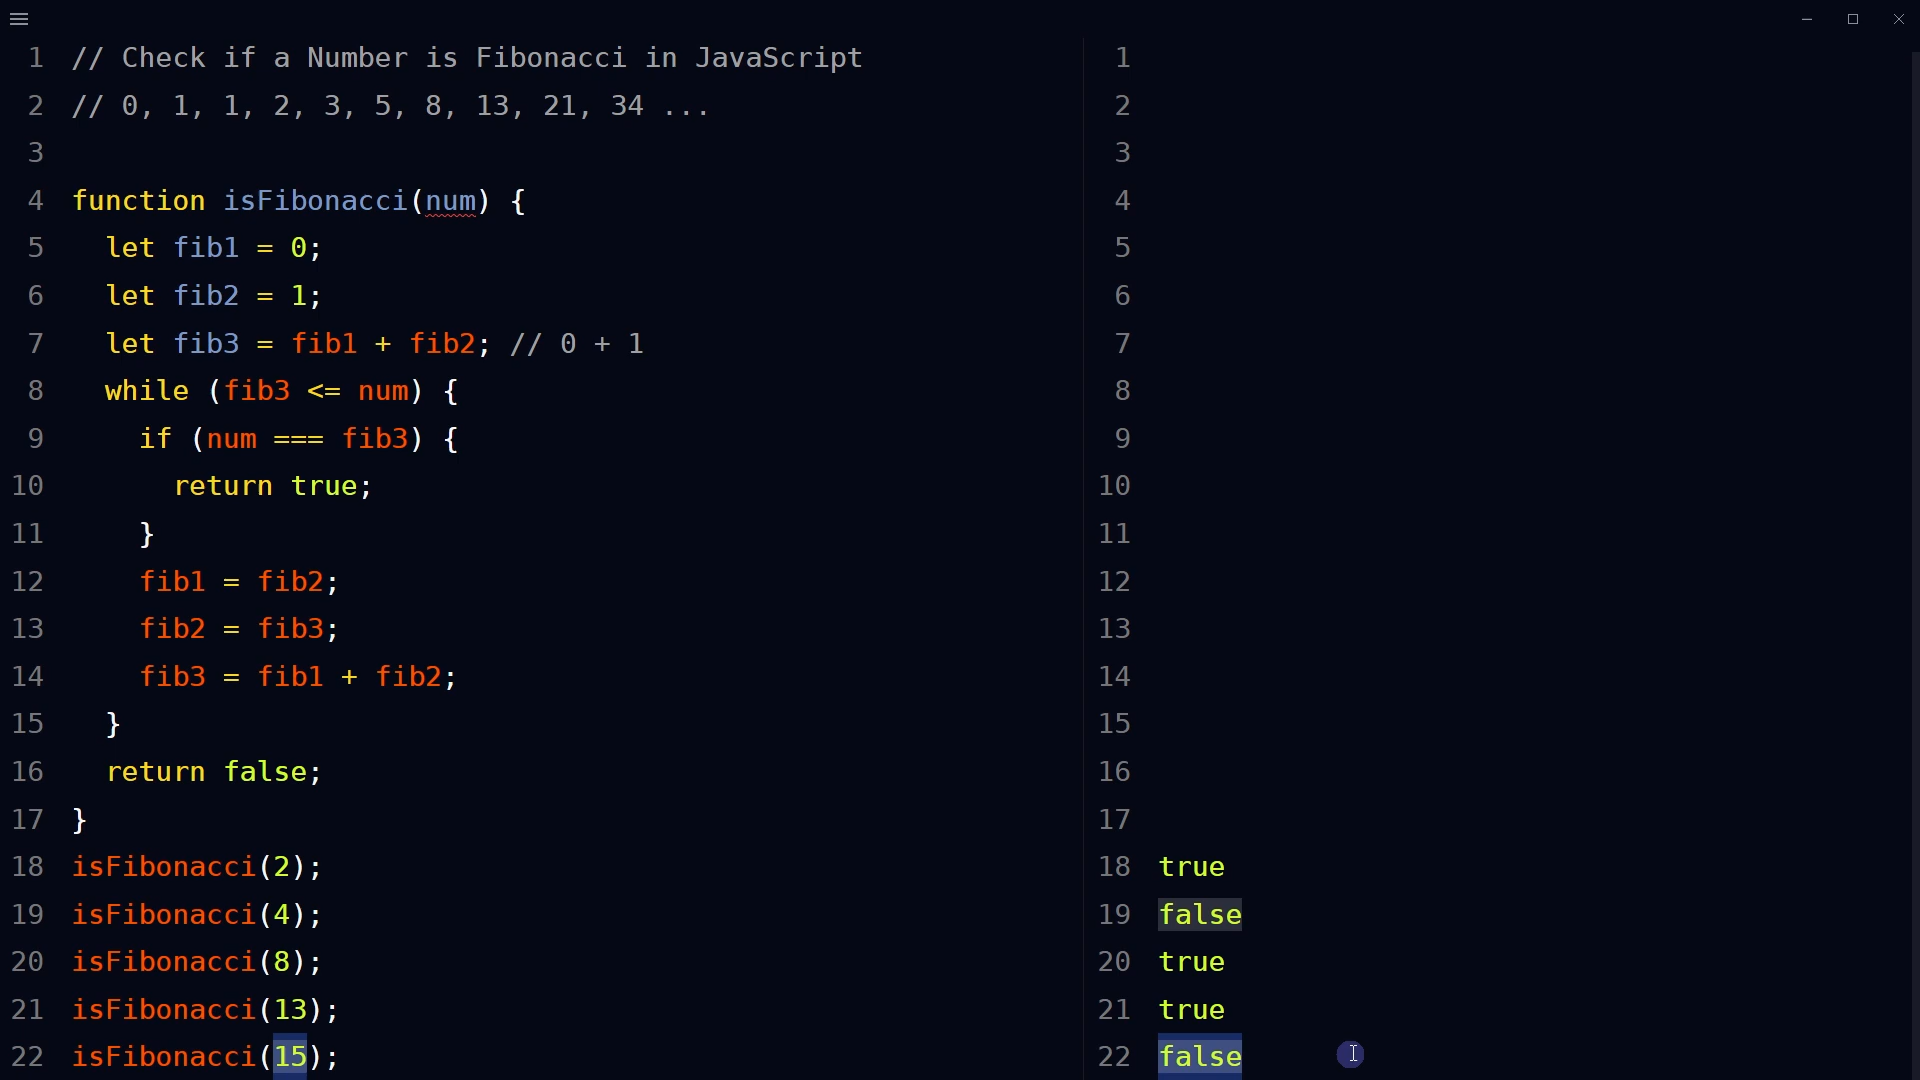 1 // Check if a Number is Fibonacci in JavaScript
2 // 0, 1, 1, 2, 3, 5, 8, 13, 21, 34 ...
3
4 function isFibonacci(num) {
5   let fib1 = 0;
6   let fib2 = 1;
7   let fib3 = fib1 + fib2; // 0 + 1
8   while (fib3 <= num) {
9     if (num === fib3) {
10       return true;
11     }
12     fib1 = fib2;
13     fib2 = fib3;
14     fib3 = fib1 + fib2;
15   }
16   return false;
17 }
18 isFibonacci(2);
19 isFibonacci(4);
20 isFibonacci(8);
21 isFibonacci(13);
22 isFibonacci(15);
1
2
3
4
5
6
7
8
9
10
11
12
13
14
15
16
17
18 true
19 false
20 true
21 true
22 false